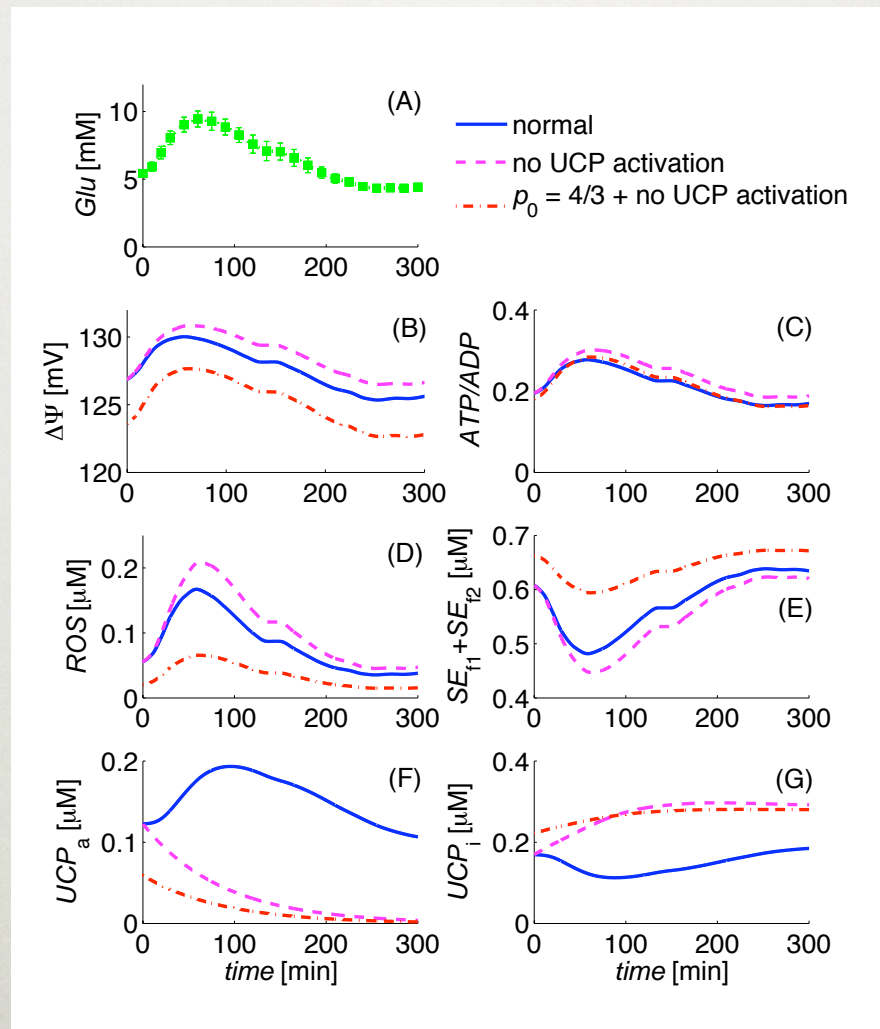 (A)
Glu [mM]
10
5
0
0 100 200 300
normal
no UCP activation
p0 = 4/3 + no UCP activation
(B)
ΔΨ [mV]
130
125
120
0 100 200 300
(C)
ATP/ADP
0.4
0.2
0
0 100 200 300
(D)
ROS [µM]
0.2
0.1
0
0 100 200 300
(E)
SEf1+SEf2 [µM]
0.7
0.6
0.5
0.4
0 100 200 300
(F)
UCPa [µM]
0.2
0.1
0
0 100 200 300
time [min]
(G)
UCPi [µM]
0.4
0.2
0
0 100 200 300
time [min]